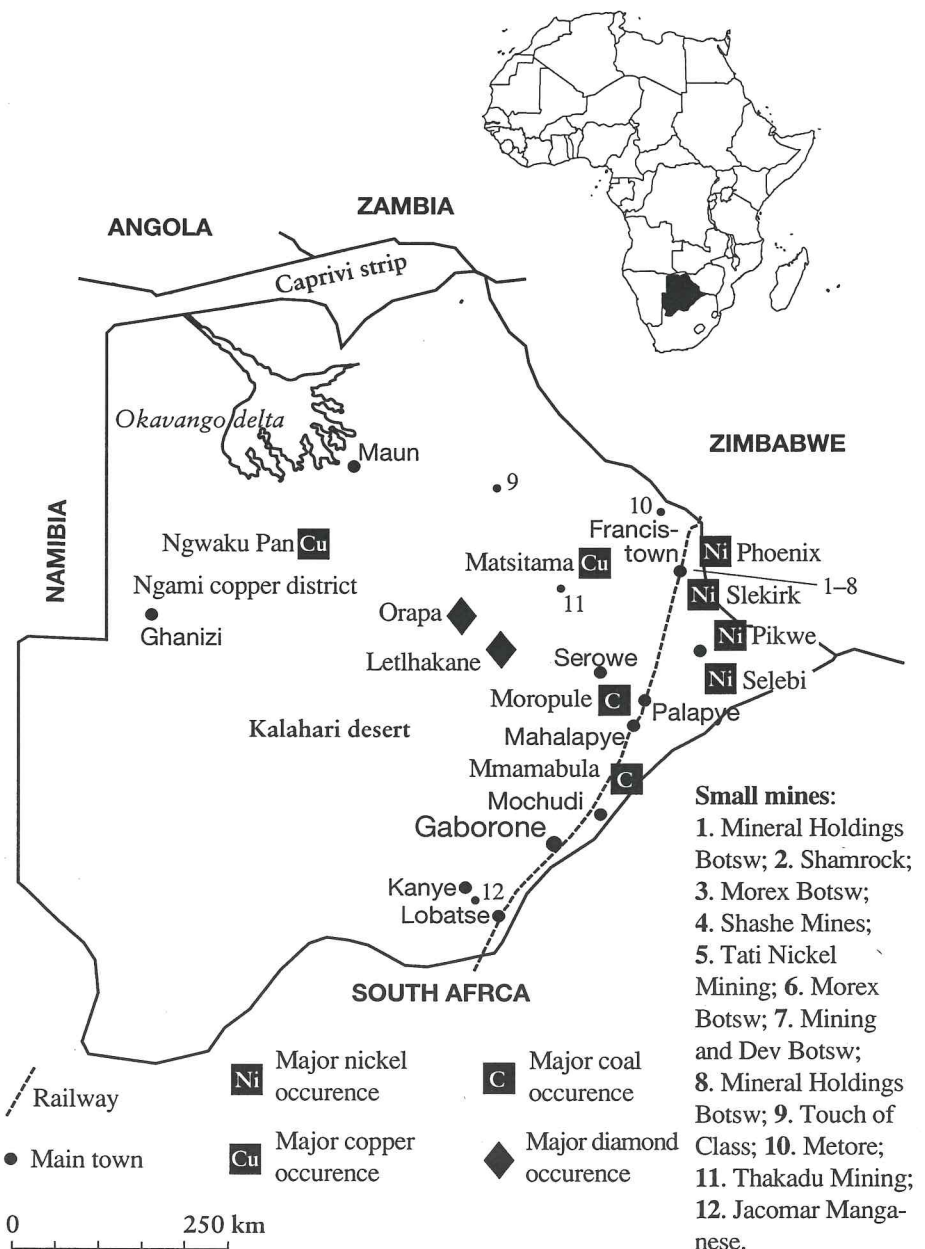 ZAMBIA
ANGOLA
Caprivi strip
Okavango delta
Maun
ZIMBABWE
NAMIBIA
9
10
Francis-
town
Ngwaku Pan Cu
Matsitama Cu
Ni Phoenix
1–8
Ngami copper district
11
Ni Slekirk
Orapa
Ghanizi
Ni Pikwe
Letlhakane
Serowe
Ni Selebi
Moropule C
Palapye
Kalahari desert
Mahalapye
Mmamabula C
Mochudi
Gaborone
Kanye
12
Lobatse
SOUTH AFRCA
Small mines:
1. Mineral Holdings
Botsw; 2. Shamrock;
3. Morex Botsw;
4. Shashe Mines;
5. Tati Nickel
Mining; 6. Morex
Botsw; 7. Mining
and Dev Botsw;
8. Mineral Holdings
Botsw; 9. Touch of
Class; 10. Metore;
11. Thakadu Mining;
12. Jacomar Manga-
nese.
Railway
Main town
Ni Major nickel
occurence
Cu Major copper
occurence
C Major coal
occurence
Major diamond
occurence
0 250 km